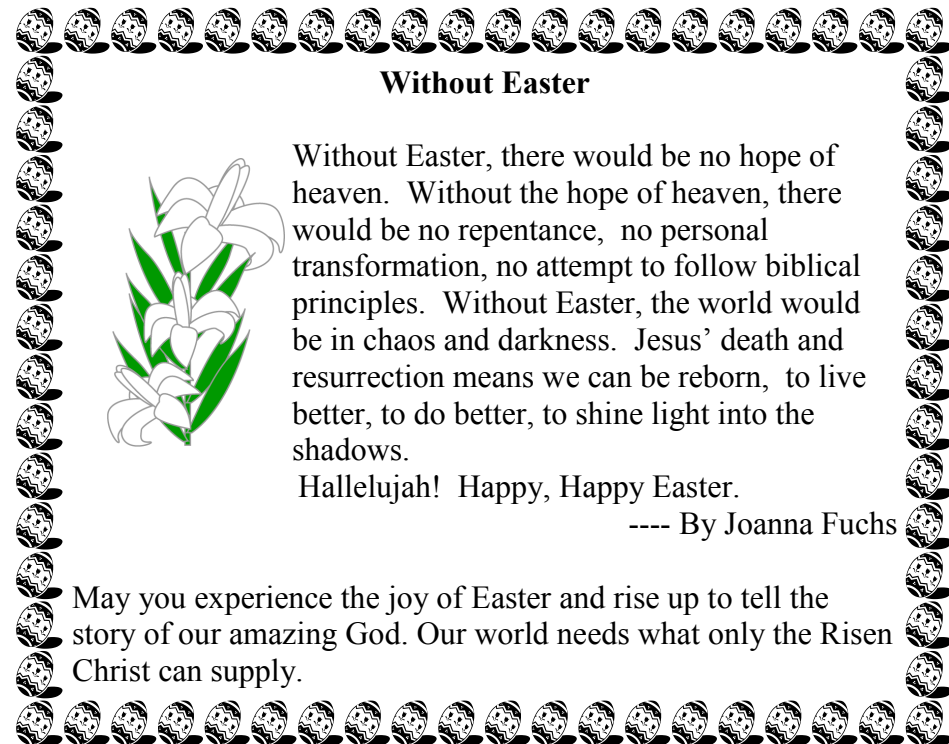 Without Easter
Without Easter, there would be no hope of
heaven.  Without the hope of heaven, there
would be no repentance,  no personal
transformation, no attempt to follow biblical
principles.  Without Easter, the world would
be in chaos and darkness.  Jesus’ death and
resurrection means we can be reborn,  to live
better, to do better, to shine light into the
shadows.
Hallelujah!  Happy, Happy Easter.
---- By Joanna Fuchs
May you experience the joy of Easter and rise up to tell the
story of our amazing God. Our world needs what only the Risen
Christ can supply.